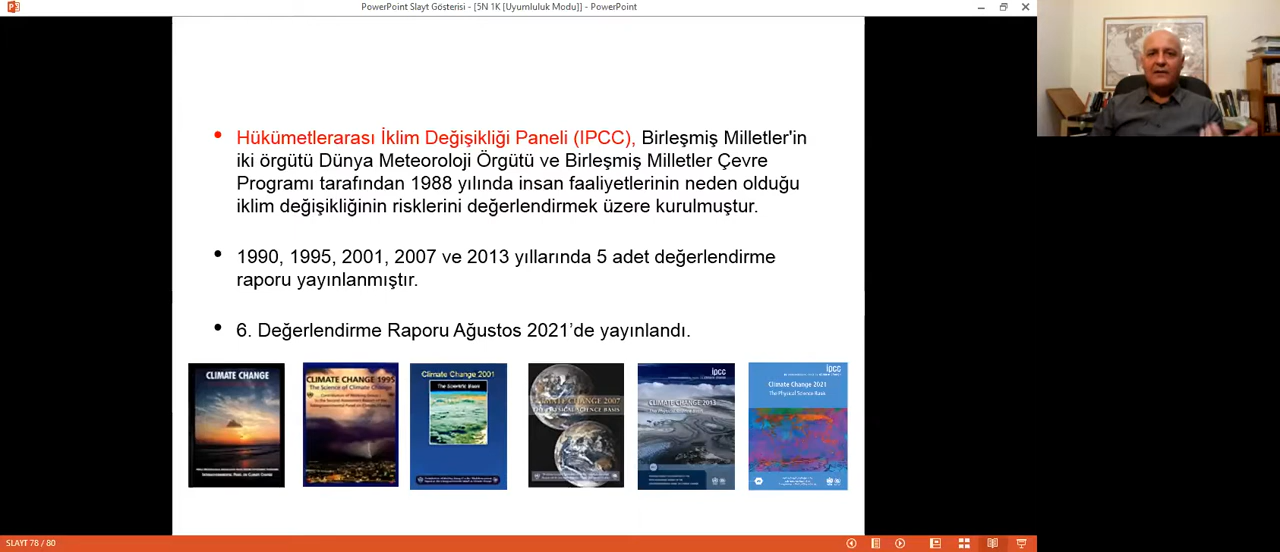 PowerPoint Slayt Gösterisi - [5N 1K [Uyumluluk Modu]] - PowerPoint
• Hükümetlerarası İklim Değişikliği Paneli (IPCC), Birleşmiş Milletler'in
iki örgütü Dünya Meteoroloji Örgütü ve Birleşmiş Milletler Çevre
Programı tarafından 1988 yılında insan faaliyetlerinin neden olduğu
iklim değişikliğinin risklerini değerlendirmek üzere kurulmuştur.
• 1990, 1995, 2001, 2007 ve 2013 yıllarında 5 adet değerlendirme
raporu yayınlanmıştır.
• 6. Değerlendirme Raporu Ağustos 2021’de yayınlandı.
CLIMATE CHANGE
CLIMATE CHANGE 1995
The Science of Climate Change
Climate Change 2001
The Scientific Basis
CLIMATE CHANGE 2007
THE PHYSICAL SCIENCE BASIS
ipcc
CLIMATE CHANGE 2013
The Physical Science Basis
ipcc
Climate Change 2021
The Physical Science Basis
SLAYT 78 / 80